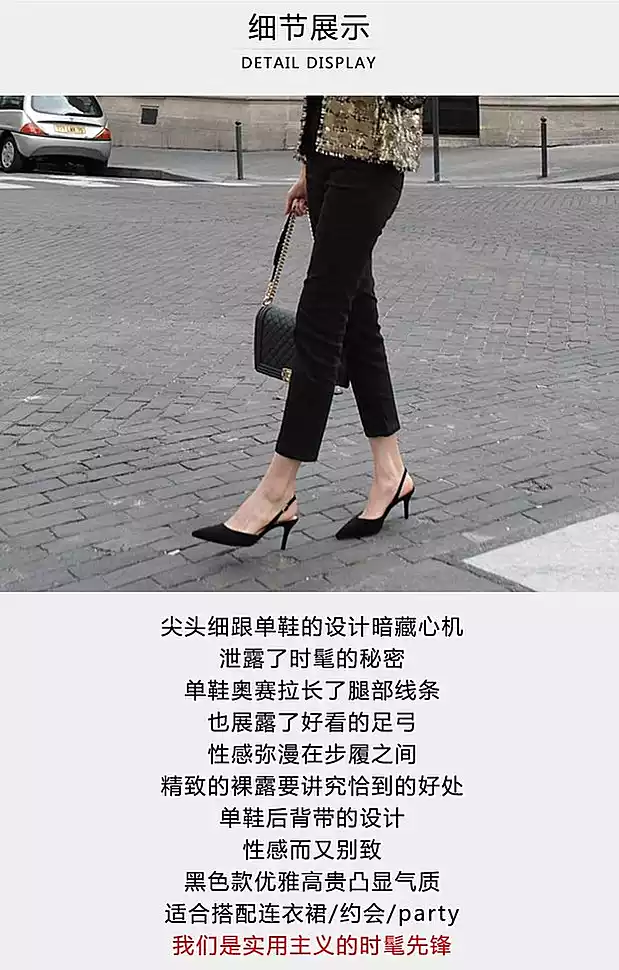 细节展示
DETAIL DISPLAY
尖头细跟单鞋的设计暗藏心机
泄露了时髦的秘密
单鞋奥赛拉长了腿部线条
也展露了好看的足弓
性感弥漫在步履之间
精致的裸露要讲究恰到的好处
单鞋后背带的设计
性感而又别致
黑色款优雅高贵凸显气质
适合搭配连衣裙/约会/party
我们是实用主义的时髦先锋